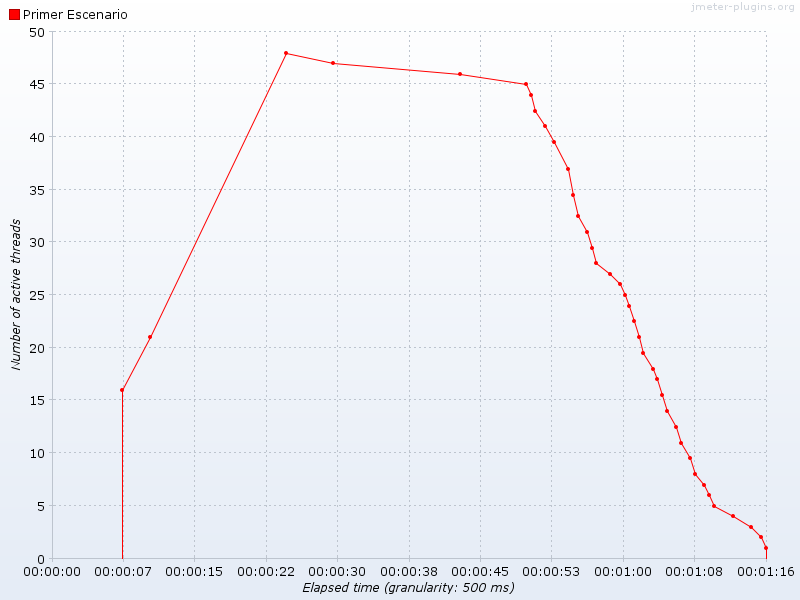 jmeter-plugins.org
Primer Escenario
50
45
40
35
30
25
20
15
10
5
0
Number of active threads
00:00:00 00:00:07 00:00:15 00:00:22 00:00:30 00:00:38 00:00:45 00:00:53 00:01:00 00:01:08 00:01:16
Elapsed time (granularity: 500 ms)